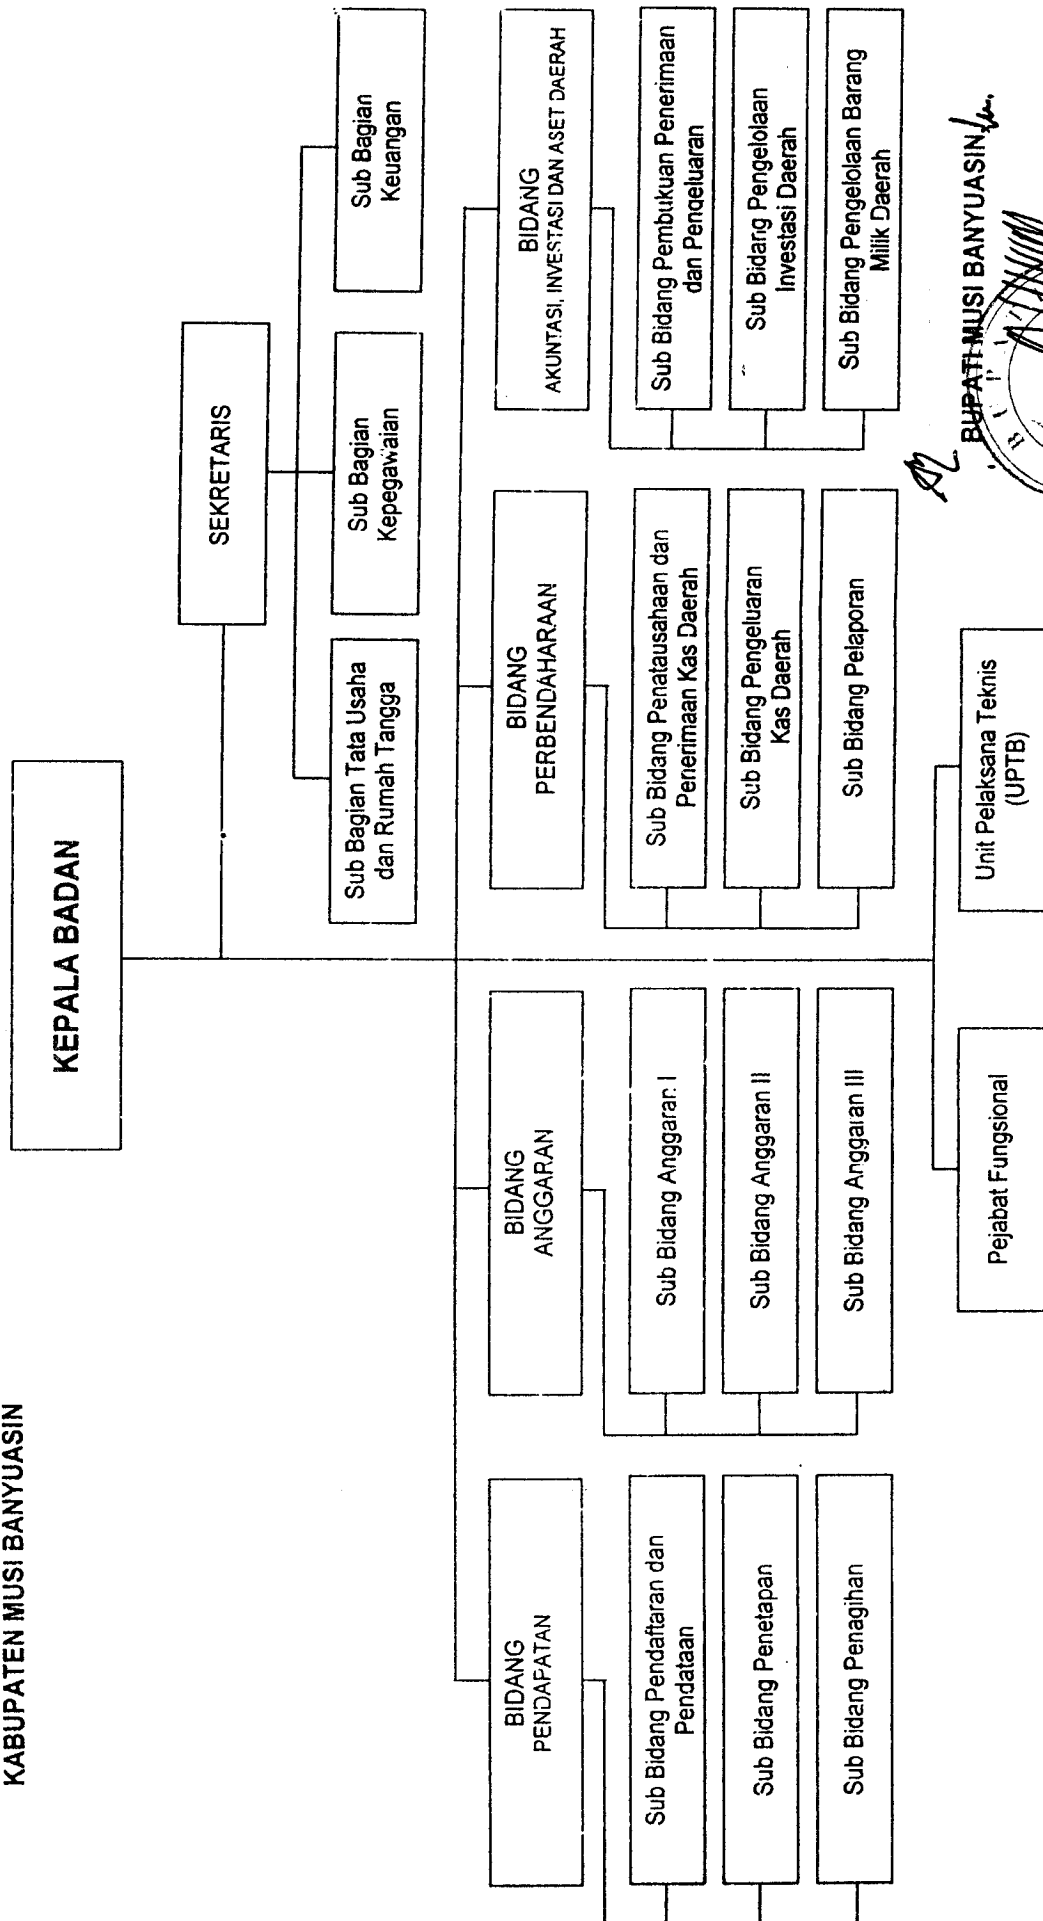 KABUPATEN MUSI BANYUASIN
KEPALA BADAN
SEKRETARIS
Sub Bagian Tata Usaha
dan Rumah Tangga
Sub Bagian
Kepegawaian
Sub Bagian
Keuangan
BIDANG
PENDAPATAN
Sub Bidang Pendaftaran dan
Pendataan
Sub Bidang Penetapan
Sub Bidang Penagihan
BIDANG
ANGGARAN
Sub Bidang Anggaran I
Sub Bidang Anggaran II
Sub Bidang Anggaran III
BIDANG
PERBENDAHARAAN
Sub Bidang Penatausahaan dan
Penerimaan Kas Daerah
Sub Bidang Pengeluaran
Kas Daerah
Sub Bidang Pelaporan
BIDANG
AKUNTASI, INVESTASI DAN ASET DAERAH
Sub Bidang Pembukuan Penerimaan
dan Pengeluaran
Sub Bidang Pengelolaan
Investasi Daerah
Sub Bidang Pengelolaan Barang
Milik Daerah
Pejabat Fungsional
Unit Pelaksana Teknis
(UPTB)
BUPATI MUSI BANYUASIN